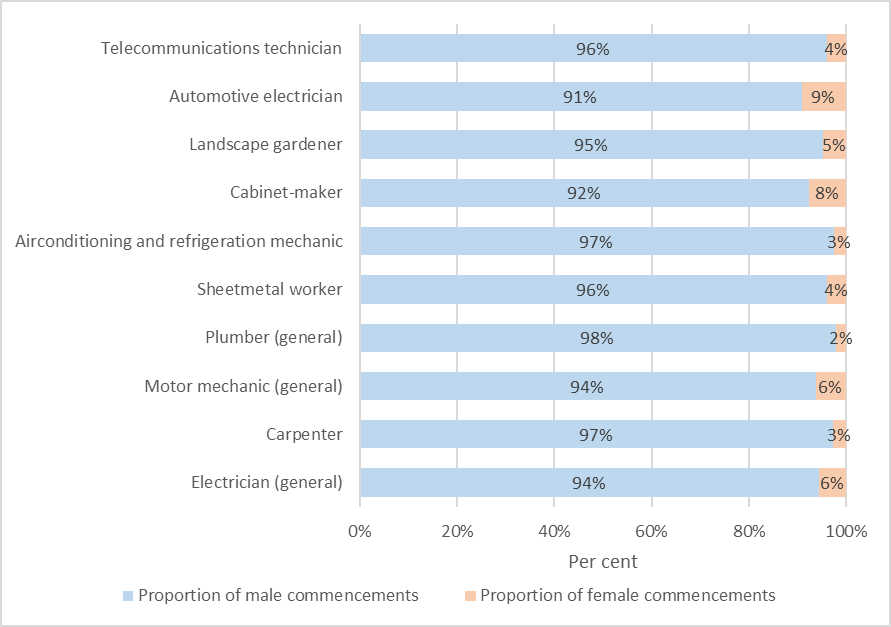 Telecommunications technician 96% 4%
Automotive electrician 91% 9%
Landscape gardener 95% 5%
Cabinet-maker 92% 8%
Airconditioning and refrigeration mechanic 97% 3%
Sheetmetal worker 96% 4%
Plumber (general) 98% 2%
Motor mechanic (general) 94% 6%
Carpenter 97% 3%
Electrician (general) 94% 6%
0% 20% 40% 60% 80% 100%
Per cent
Proportion of male commencements Proportion of female commencements